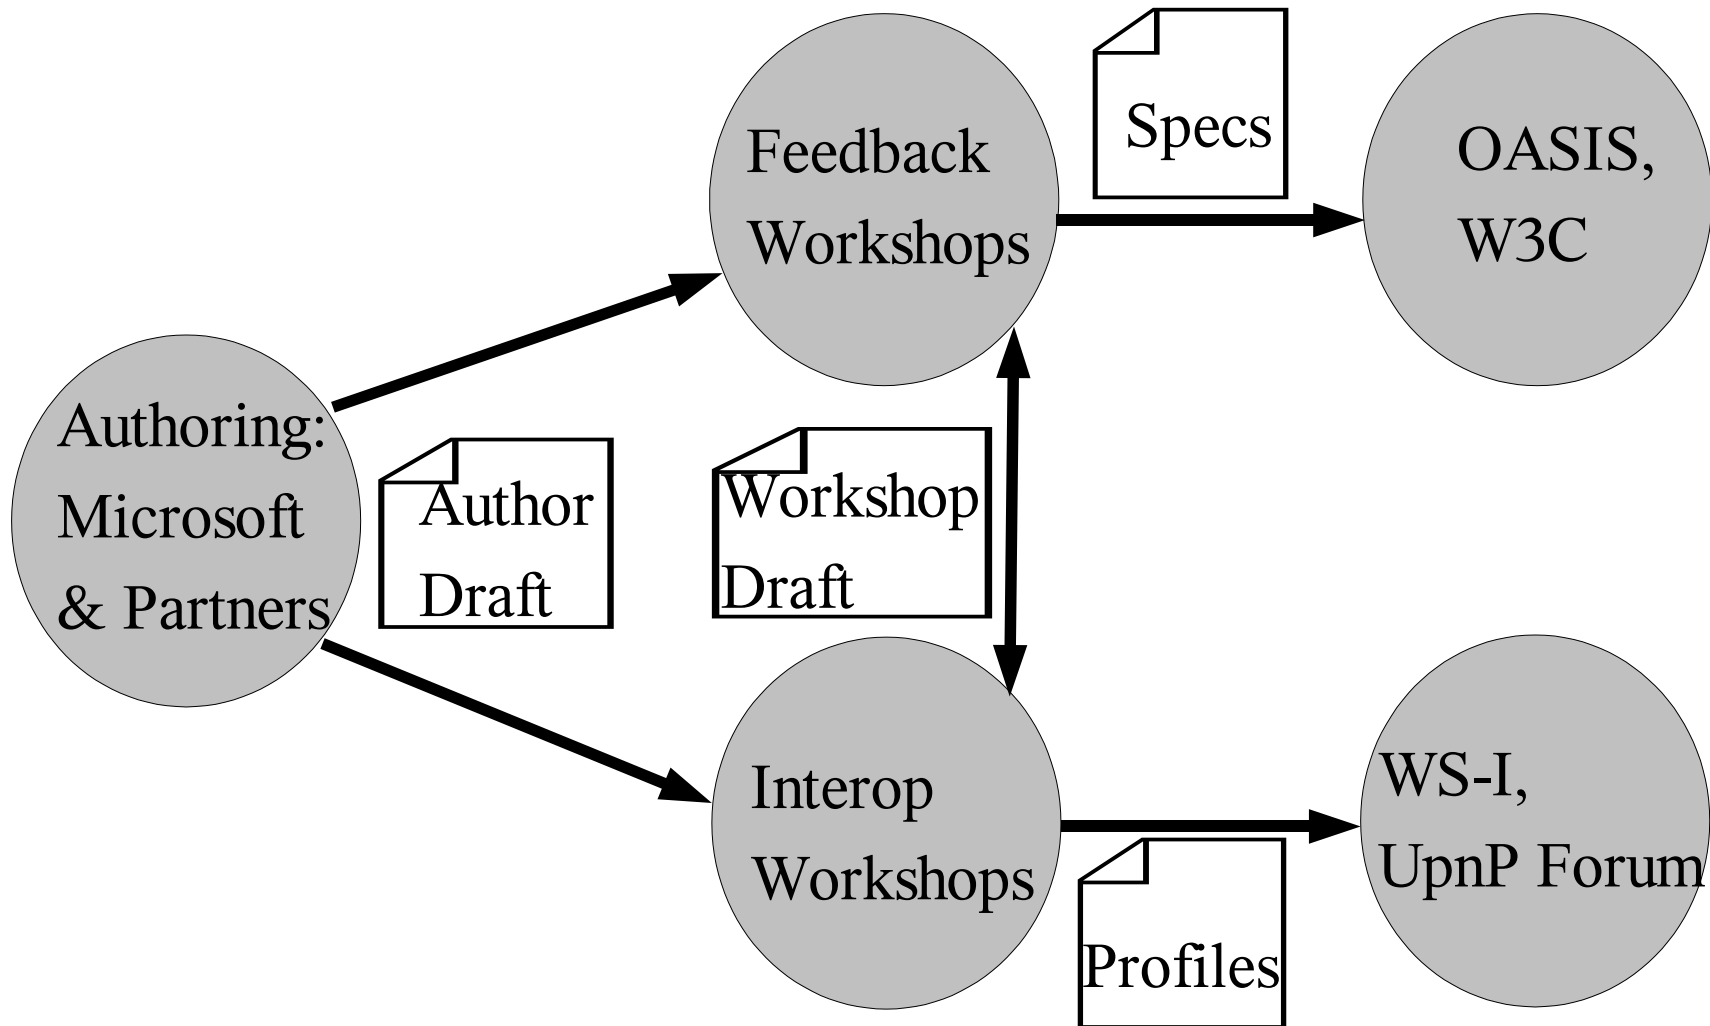 Feedback
Workshops
Specs
OASIS,
W3C
Authoring:
Microsoft
& Partners
Author
Draft
Workshop
Draft
Interop
Workshops
WS-I,
UpnP Forum
Profiles